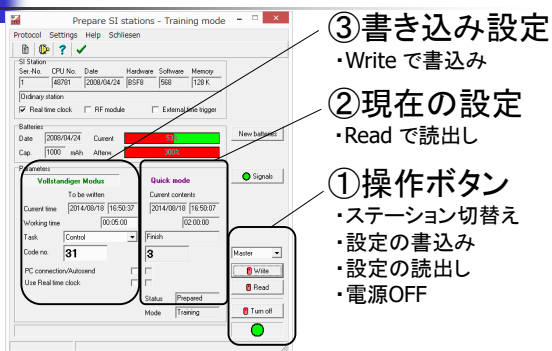 Prepare SI stations - Training mode
Protocol Settings Help Schliesen
SI Station
Ser. No. CPU No. Date Hardware Software Memory
1 48781 2008/04/24 BSF8 568 128 K
Ordinary station
Real time clock RF module External time trigger
Batteries
Date 2008/04/24 Current
New batteries
Cap. 1000 mAh Afterw.
Parameters
Vollstandiger Modus Quick mode
Signals
To be written Current contents
Current time 2014/08/18 16:50:37 2014/08/18 16:50:07
Working time 00:05:00 02:00:00
Task Control Finish
Code no. 31 3
Master
PC connection/Autosend
Write
Use Real time clock
Read
Status Prepared
Mode Training
Turn off
③書き込み設定
・Write で書込み
②現在の設定
・Read で読出し
①操作ボタン
・ステーション切替え
・設定の書込み
・設定の読出し
・電源OFF